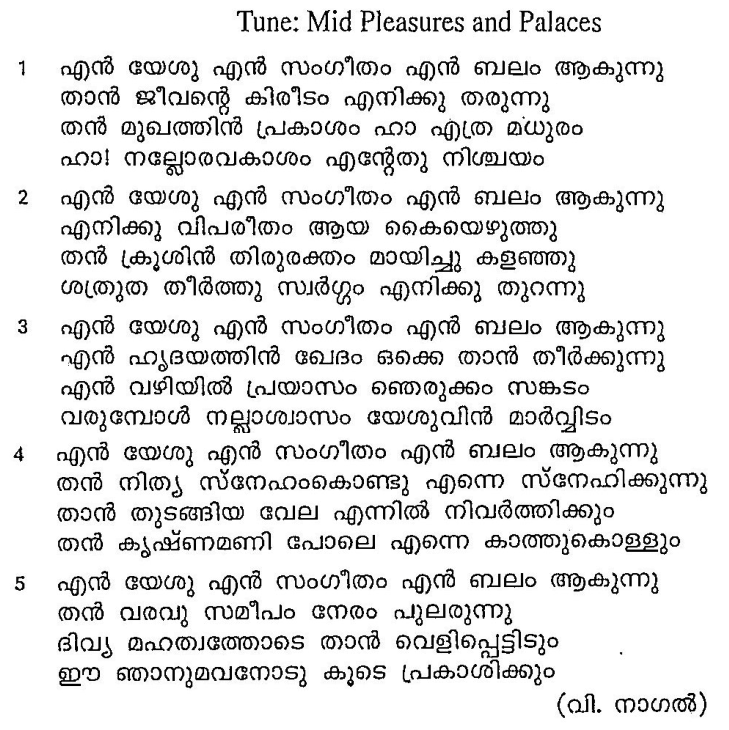 Tune: Mid Pleasures and Palaces
1 എൻ യേശു എൻ സംഗീതം എൻ ബലം ആകുന്നു
താൻ ജീവന്റെ കിരീടം എനിക്കു തരുന്നു
തൻ മുഖത്തിൻ പ്രകാശം ഹാ എത്ര മധുരം
ഹാ! നല്ലോരവകാശം എന്റേതു നിശ്ചയം
2 എൻ യേശു എൻ സംഗീതം എൻ ബലം ആകുന്നു
എനിക്കു വിപരീതം ആയ കൈയെഴുത്തു
തൻ ക്രൂശിൻ തിരുരക്തം മായിച്ചു കളഞ്ഞു
ശത്രുത തീർത്തു സ്വർഗ്ഗം എനിക്കു തുറന്നു
3 എൻ യേശു എൻ സംഗീതം എൻ ബലം ആകുന്നു
എൻ ഹൃദയത്തിൻ ഖേദം ഒക്കെ താൻ തീർക്കുന്നു
എൻ വഴിയിൽ പ്രയാസം ഞെരുക്കം സങ്കടം
വരുമ്പോൾ നല്ലാശ്വാസം യേശുവിൻ മാർവ്വിടം
4 എൻ യേശു എൻ സംഗീതം എൻ ബലം ആകുന്നു
തൻ നിത്യ സ്നേഹംകൊണ്ടു എന്നെ സ്നേഹിക്കുന്നു
താൻ തുടങ്ങിയ വേല എന്നിൽ നിവർത്തിക്കും
തൻ കൃഷ്ണമണി പോലെ എന്നെ കാത്തുകൊള്ളും
5 എൻ യേശു എൻ സംഗീതം എൻ ബലം ആകുന്നു
തൻ വരവു സമീപം നേരം പുലരുന്നു
ദിവ്യ മഹത്വത്തോടെ താൻ വെളിപ്പെട്ടിടും
ഈ ഞാനുമവനോടു കൂടെ പ്രകാശിക്കും
(വി. നാഗൽ)